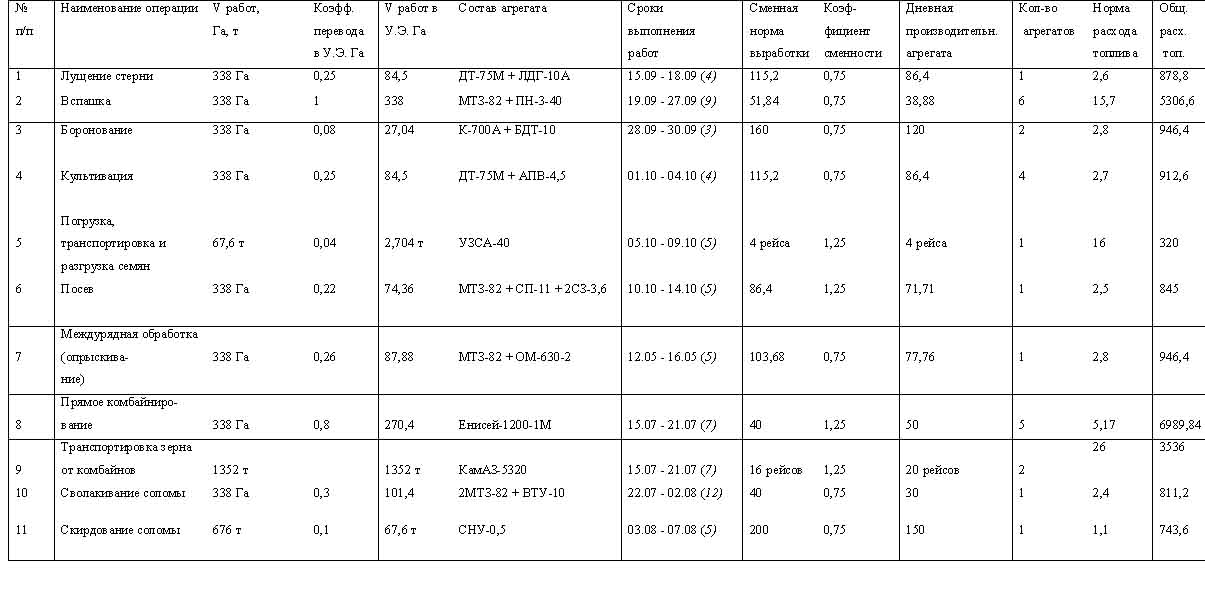 № Наименование операции V работ, Коэфф. V работ в Состав агрегата Сроки Сменная Коэф- Дневная Кол-во Норма Общ.
п/п Га, т перевода У.Э. Га выполнения норма фициент производительн. агрегатов расхода расх.
в У.Э. Га работ выработки сменности агрегата топлива топ.
1 Лущение стерни 338 Га 0,25 84,5 ДТ-75М + ЛДГ-10А 15.09 - 18.09 (4) 115,2 0,75 86,4 1 2,6 878,8
2 Вспашка 338 Га 1 338 МТЗ-82 + ПН-3-40 19.09 - 27.09 (9) 51,84 0,75 38,88 6 15,7 5306,6
3 Боронование 338 Га 0,08 27,04 К-700А + БДТ-10 28.09 - 30.09 (3) 160 0,75 120 2 2,8 946,4
4 Культивация 338 Га 0,25 84,5 ДТ-75М + АПВ-4,5 01.10 - 04.10 (4) 115,2 0,75 86,4 4 2,7 912,6
Погрузка,
5 транспортировка и 67,6 т 0,04 2,704 т УЗСА-40 05.10 - 09.10 (5) 4 рейса 1,25 4 рейса 1 16 320
разгрузка семян
6 Посев 338 Га 0,22 74,36 МТЗ-82 + СП-11 + 2СЗ-3,6 10.10 - 14.10 (5) 86,4 1,25 71,71 1 2,5 845
Междурядная обработка
7 (опрыскива- 338 Га 0,26 87,88 МТЗ-82 + ОМ-630-2 12.05 - 16.05 (5) 103,68 0,75 77,76 1 2,8 946,4
ние)
Прямое комбайниро-
8 вание 338 Га 0,8 270,4 Енисей-1200-1М 15.07 - 21.07 (7) 40 1,25 50 5 5,17 6989,84
Транспортировка зерна 26 3536
9 от комбайнов 1352 т 1352 т КамАЗ-5320 15.07 - 21.07 (7) 16 рейсов 1,25 20 рейсов 2
10 Сволакивание соломы 338 Га 0,3 101,4 2МТЗ-82 + ВТУ-10 22.07 - 02.08 (12) 40 0,75 30 1 2,4 811,2
11 Скирдование соломы 676 т 0,1 67,6 т СНУ-0,5 03.08 - 07.08 (5) 200 0,75 150 1 1,1 743,6